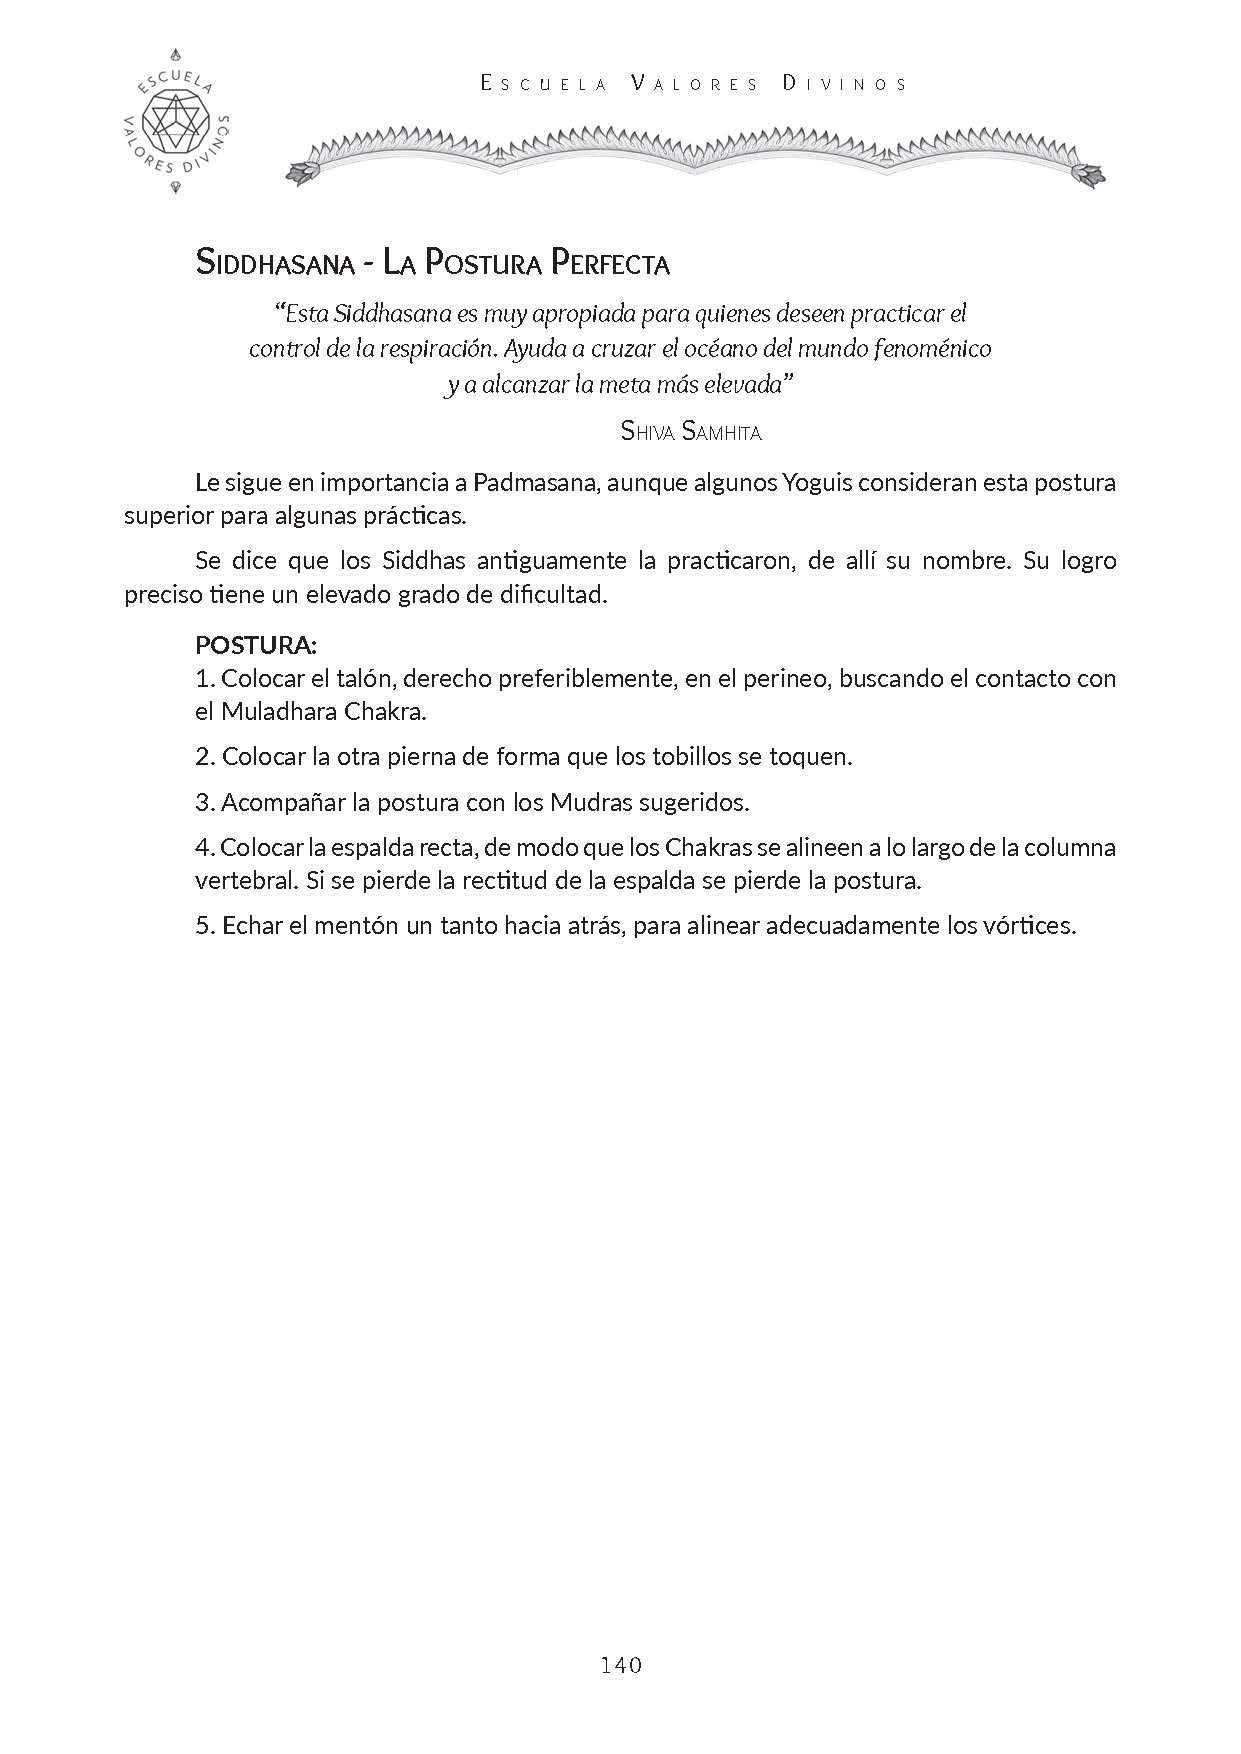 ESCUELA VALORES DIVINOS
Escuela Valores Divinos
Siddhasana - La Postura Perfecta
“Esta Siddhasana es muy apropiada para quienes deseen practicar el
control de la respiración. Ayuda a cruzar el océano del mundo fenoménico
y a alcanzar la meta más elevada”
Shiva Samhita
Le sigue en importancia a Padmasana, aunque algunos Yoguis consideran esta postura
superior para algunas prácticas.
Se dice que los Siddhas antiguamente la practicaron, de allí su nombre. Su logro
preciso tiene un elevado grado de dificultad.
POSTURA:
1. Colocar el talón, derecho preferiblemente, en el perineo, buscando el contacto con
el Muladhara Chakra.
2. Colocar la otra pierna de forma que los tobillos se toquen.
3. Acompañar la postura con los Mudras sugeridos.
4. Colocar la espalda recta, de modo que los Chakras se alineen a lo largo de la columna
vertebral. Si se pierde la rectitud de la espalda se pierde la postura.
5. Echar el mentón un tanto hacia atrás, para alinear adecuadamente los vórtices.
140